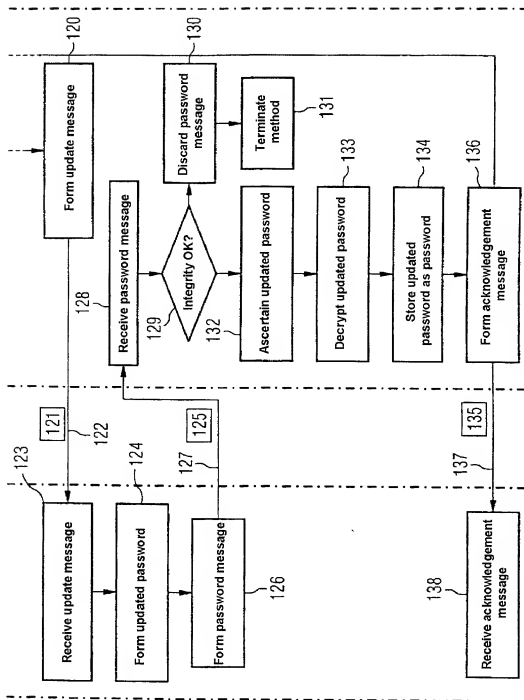 120
Form update message
121
122
123
Receive update message
124
Form updated password
125
127
Form password message
126
128
Receive password message
129
Integrity OK?
130
Discard password
message
Terminate
method
131
132
Ascertain updated password
133
Decrypt updated password
134
Store updated
password as password
136
Form acknowledgement
message
135
137
Receive acknowledgement
message
138